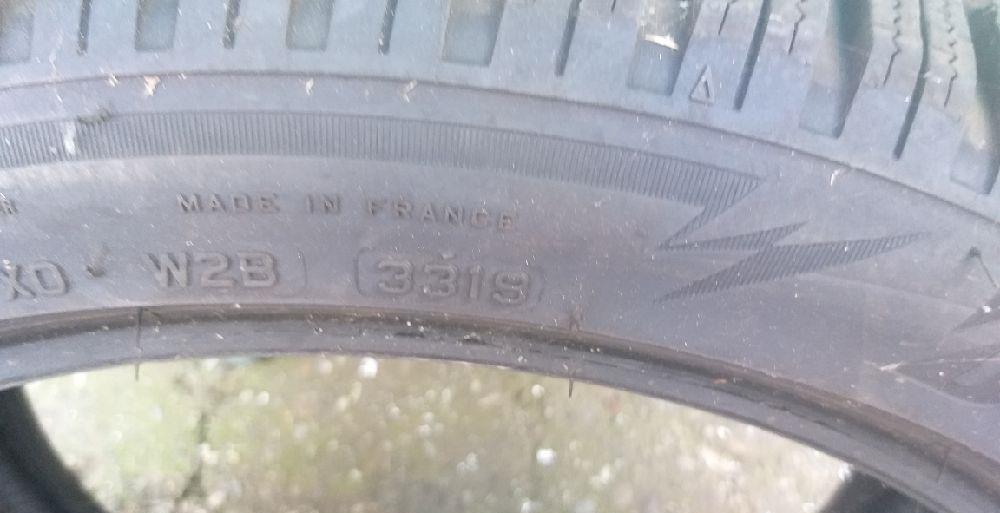 MADE IN FRANCE
XO W2B 3319